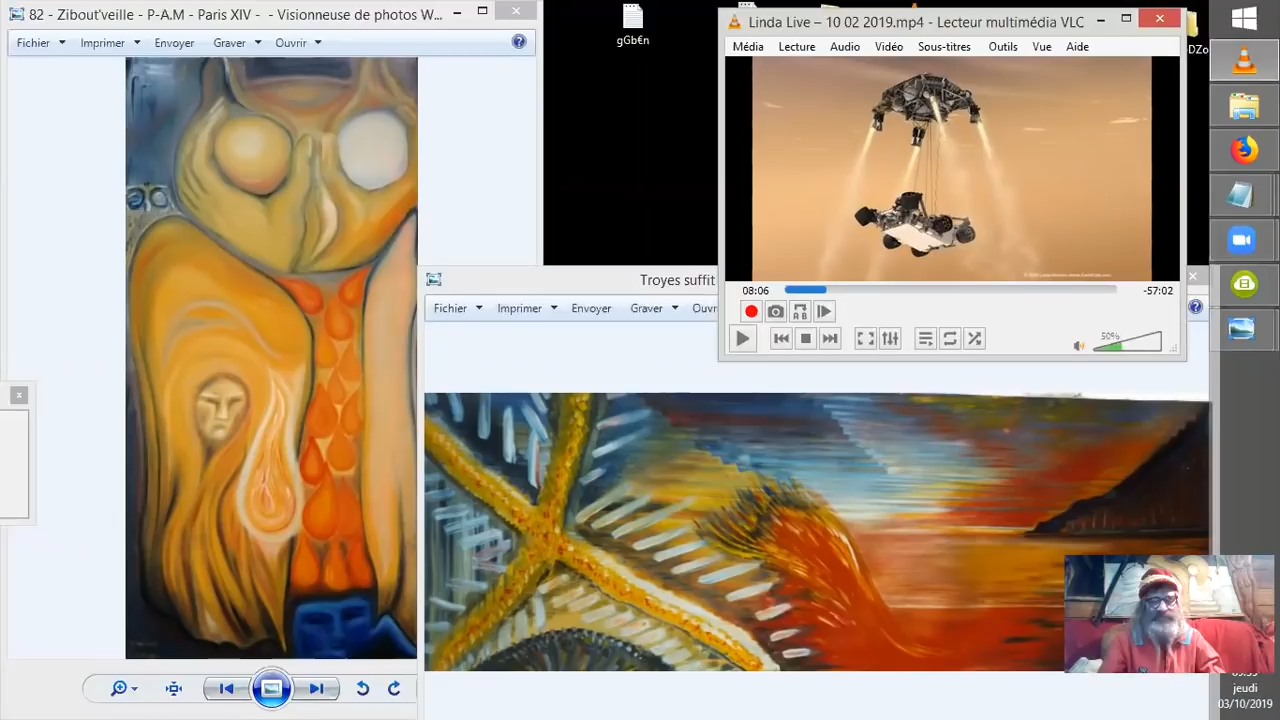 82 _ Zibout'veille - P-A.M - Paris XIV - - Visionneuse de photos W...
Fichier Imprimer Envoyer Graver Ouvrir
gGb€n
Linda Live – 10 02 2019.mp4 - Lecteur multimédia VLC
Média Lecture Audio Vidéo Sous-titres Outils Vue Aide
08:06 -57:02
50%
Troyes suffit
Fichier Imprimer Envoyer Graver Ouvr
DZo
jeudi
03/10/2019